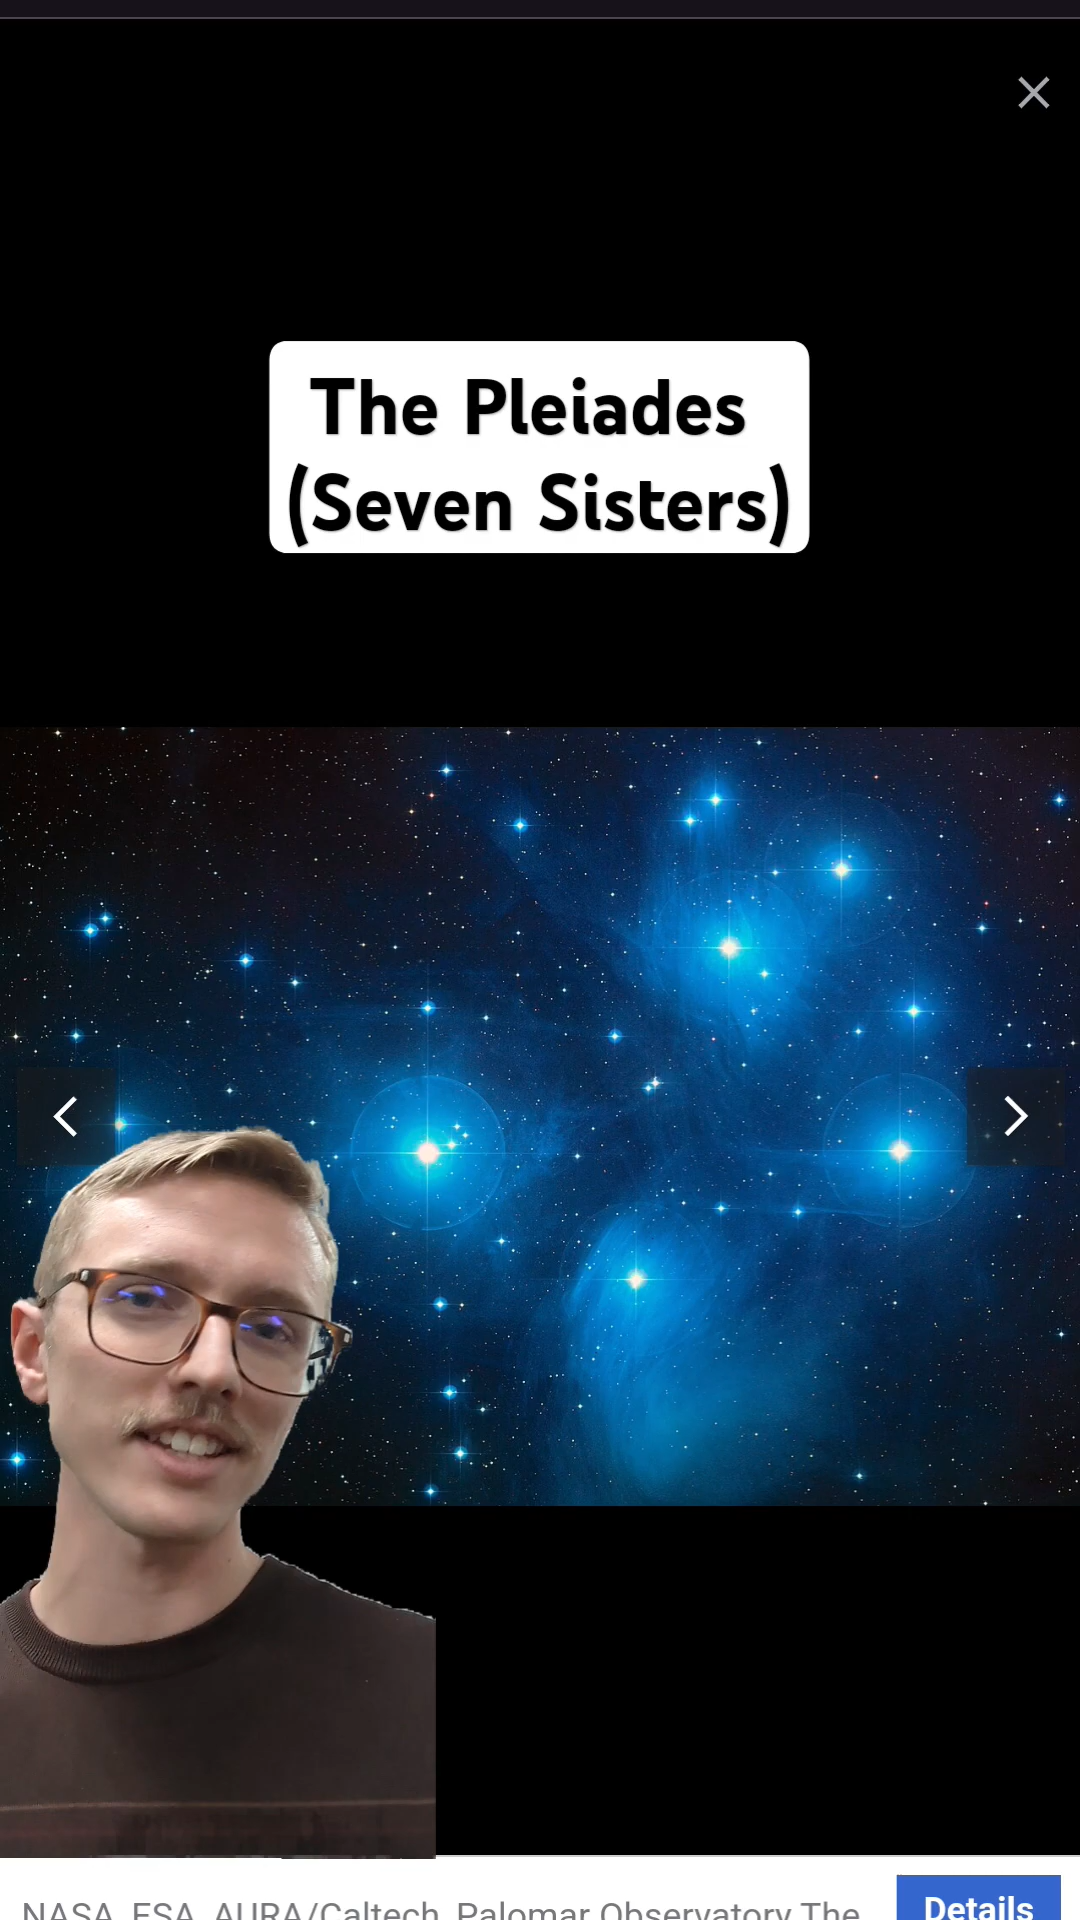 The Pleiades
(Seven Sisters)
NASA, ESA, AURA/Caltech, Palomar Observatory The
Details